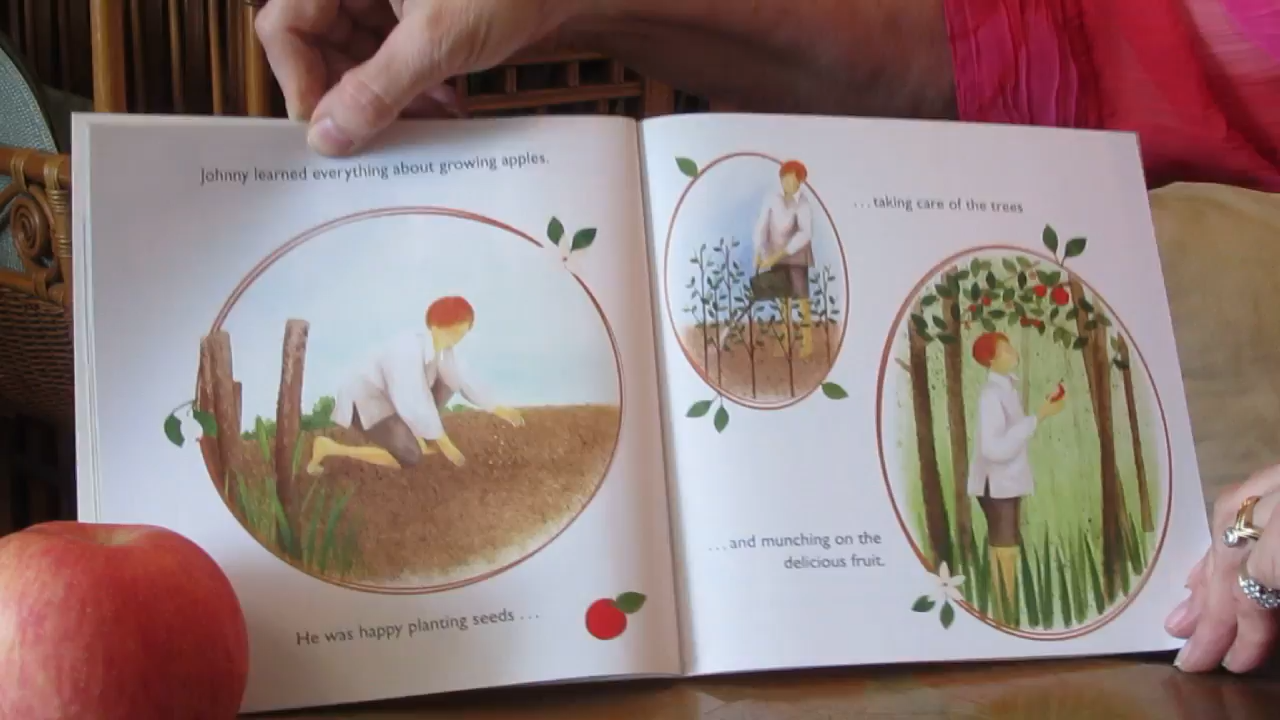 Johnny learned everything about growing apples.
He was happy planting seeds ...
...taking care of the trees
...and munching on the
delicious fruit.